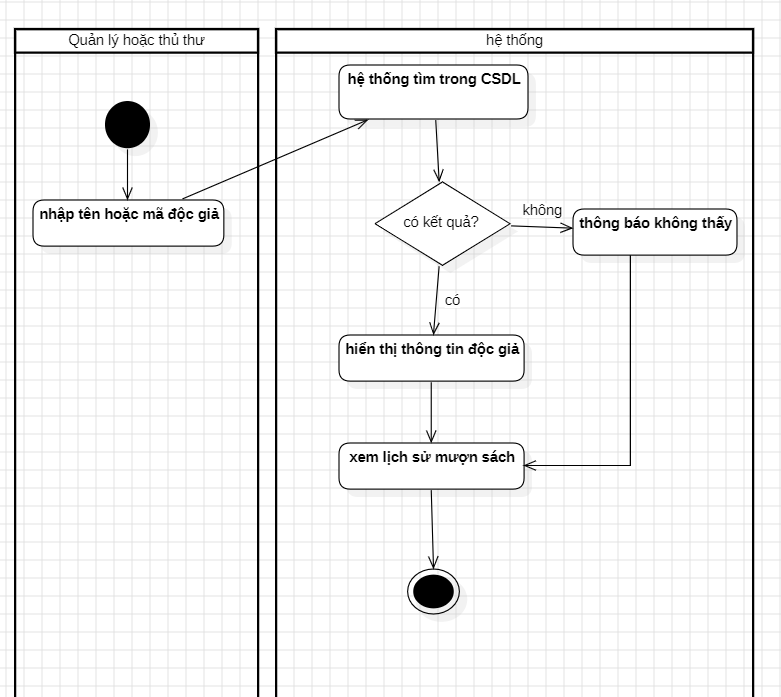 Quản lý hoặc thủ thư
hệ thống
hệ thống tìm trong CSDL
nhập tên hoặc mã độc giả
có kết quả?
không
thông báo không thấy
có
hiển thị thông tin độc giả
xem lịch sử mượn sách